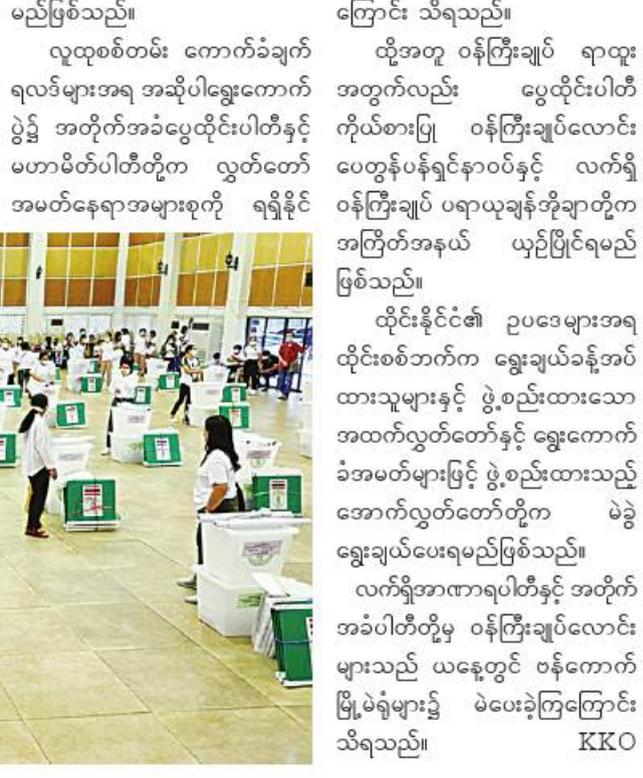 မည်ဖြစ်သည်။
လူထုစစ်တမ်း ကောက်ခံချက်
ရလဒ်များအရ အဆိုပါရွေးကောက်
ပွဲ၌ အတိုက်အခံပွေထိုင်းပါတီနှင့်
မဟာမိတ်ပါတီတို့က လွှတ်တော်
အမတ်နေရာအများစုကို ရရှိနိုင်
ကြောင်း သိရသည်။
ထို့အတူ ဝန်ကြီးချုပ် ရာထူး
အတွက်လည်း ပွေထိုင်းပါတီ
ကိုယ်စားပြု ဝန်ကြီးချုပ်လောင်း
ပေတွန်ပန်ရှင်နာဝပ်နှင့် လက်ရှိ
ဝန်ကြီးချုပ် ပရာယုချန်အိုချာတို့က
အကြိတ်အနယ် ယှဉ်ပြိုင်ရမည်
ဖြစ်သည်။
ထိုင်းနိုင်ငံ၏ ဥပဒေများအရ
ထိုင်းစစ်ဘက်က ရွေးချယ်ခန့်အပ်
ထားသူများနှင့် ဖွဲ့စည်းထားသော
အထက်လွှတ်တော်နှင့် ရွေးကောက်
ခံအမတ်များဖြင့် ဖွဲ့စည်းထားသည့်
အောက်လွှတ်တော်တို့က မဲခွဲ
ရွေးချယ်ပေးရမည်ဖြစ်သည်။
လက်ရှိအာဏာရပါတီနှင့် အတိုက်
အခံပါတီတို့မှ ဝန်ကြီးချုပ်လောင်း
များသည် ယနေ့တွင် ဗန်ကောက်
မြို့မဲရုံများ၌ မဲပေးခဲ့ကြကြောင်း
သိရသည်။ KKO